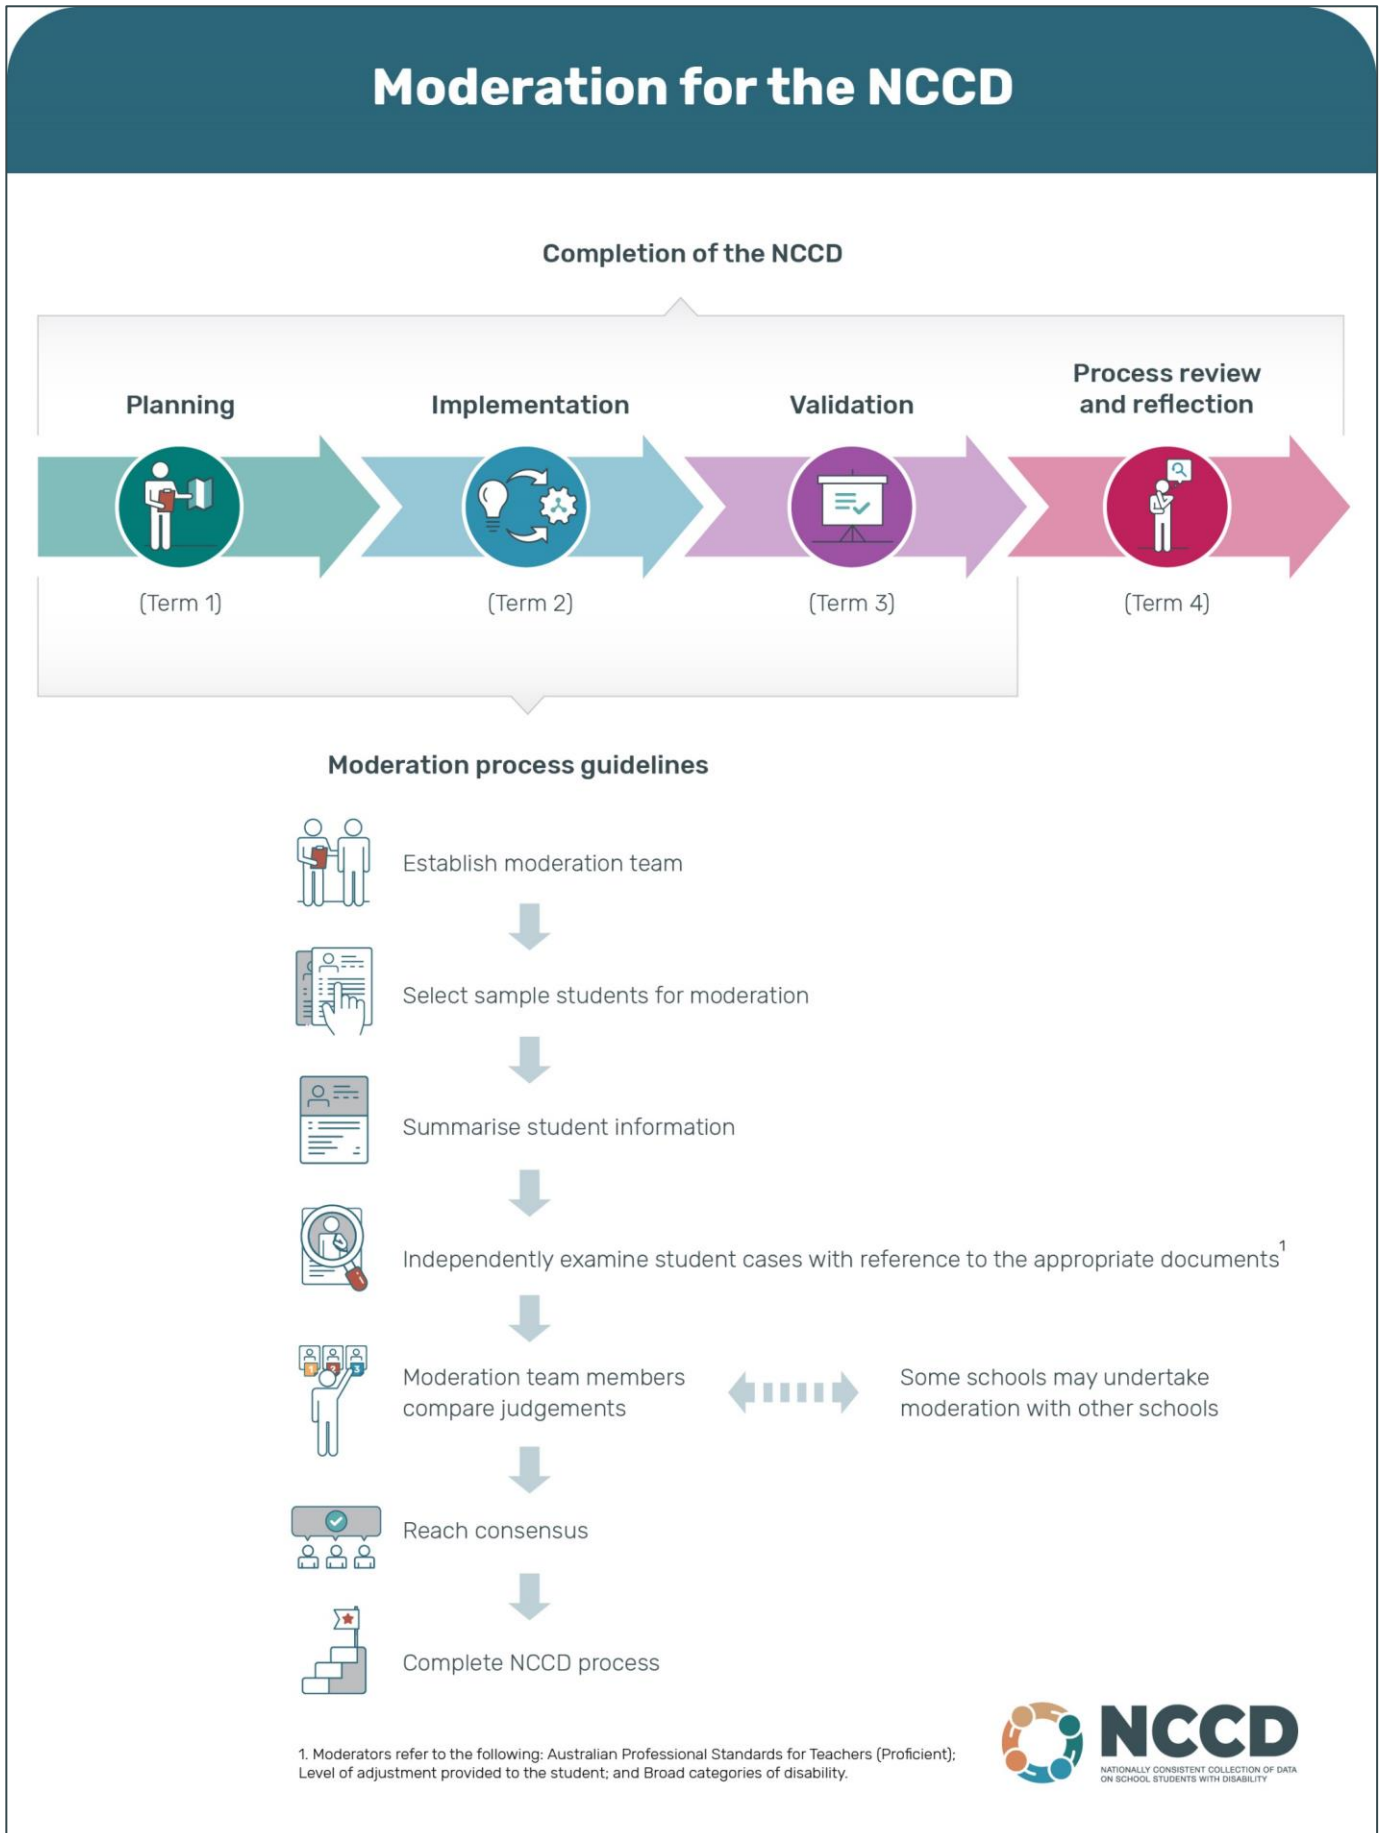 Moderation for the NCCD
Completion of the NCCD
Planning
Implementation
Validation
Process review
and reflection
(Term 1)
(Term 2)
(Term 3)
(Term 4)
Moderation process guidelines
Establish moderation team
Select sample students for moderation
Summarise student information
Independently examine student cases with reference to the appropriate documents1
1 2 3
Moderation team members
compare judgements
Some schools may undertake
moderation with other schools
Reach consensus
Complete NCCD process
1. Moderators refer to the following: Australian Professional Standards for Teachers (Proficient);
Level of adjustment provided to the student; and Broad categories of disability.
NCCD
NATIONALLY CONSISTENT COLLECTION OF DATA
ON SCHOOL STUDENTS WITH DISABILITY